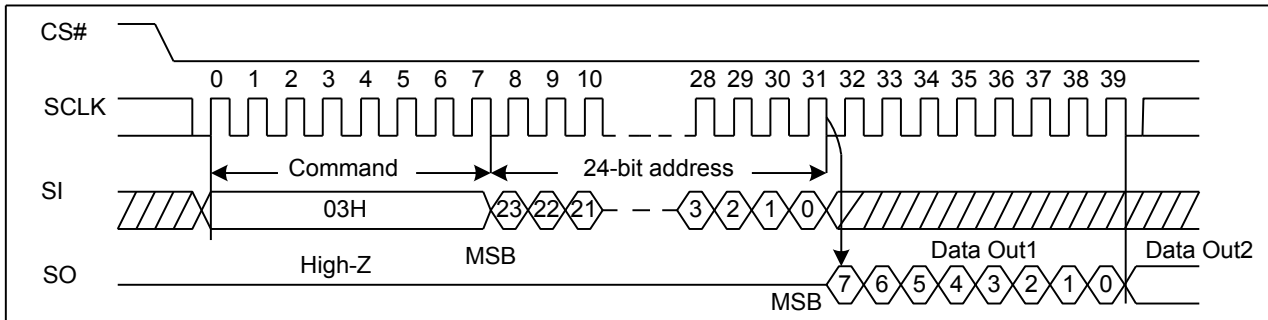 CS#
0 1 2 3 4 5 6 7 8 9 10 28 29 30 31 32 33 34 35 36 37 38 39
SCLK
Command 24-bit address
SI
03H 23 22 21 3 2 1 0
High-Z MSB Data Out1 Data Out2
SO
MSB 7 6 5 4 3 2 1 0